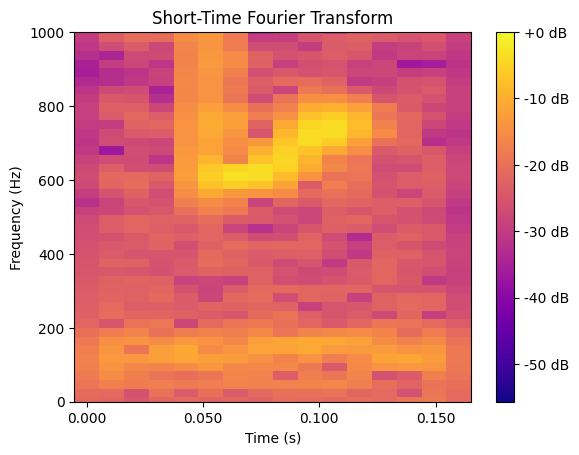 Short-Time Fourier Transform
1000
800
600
400
200
0
Frequency (Hz)
0.000
0.050
0.100
0.150
Time (s)
+0 dB
-10 dB
-20 dB
-30 dB
-40 dB
-50 dB